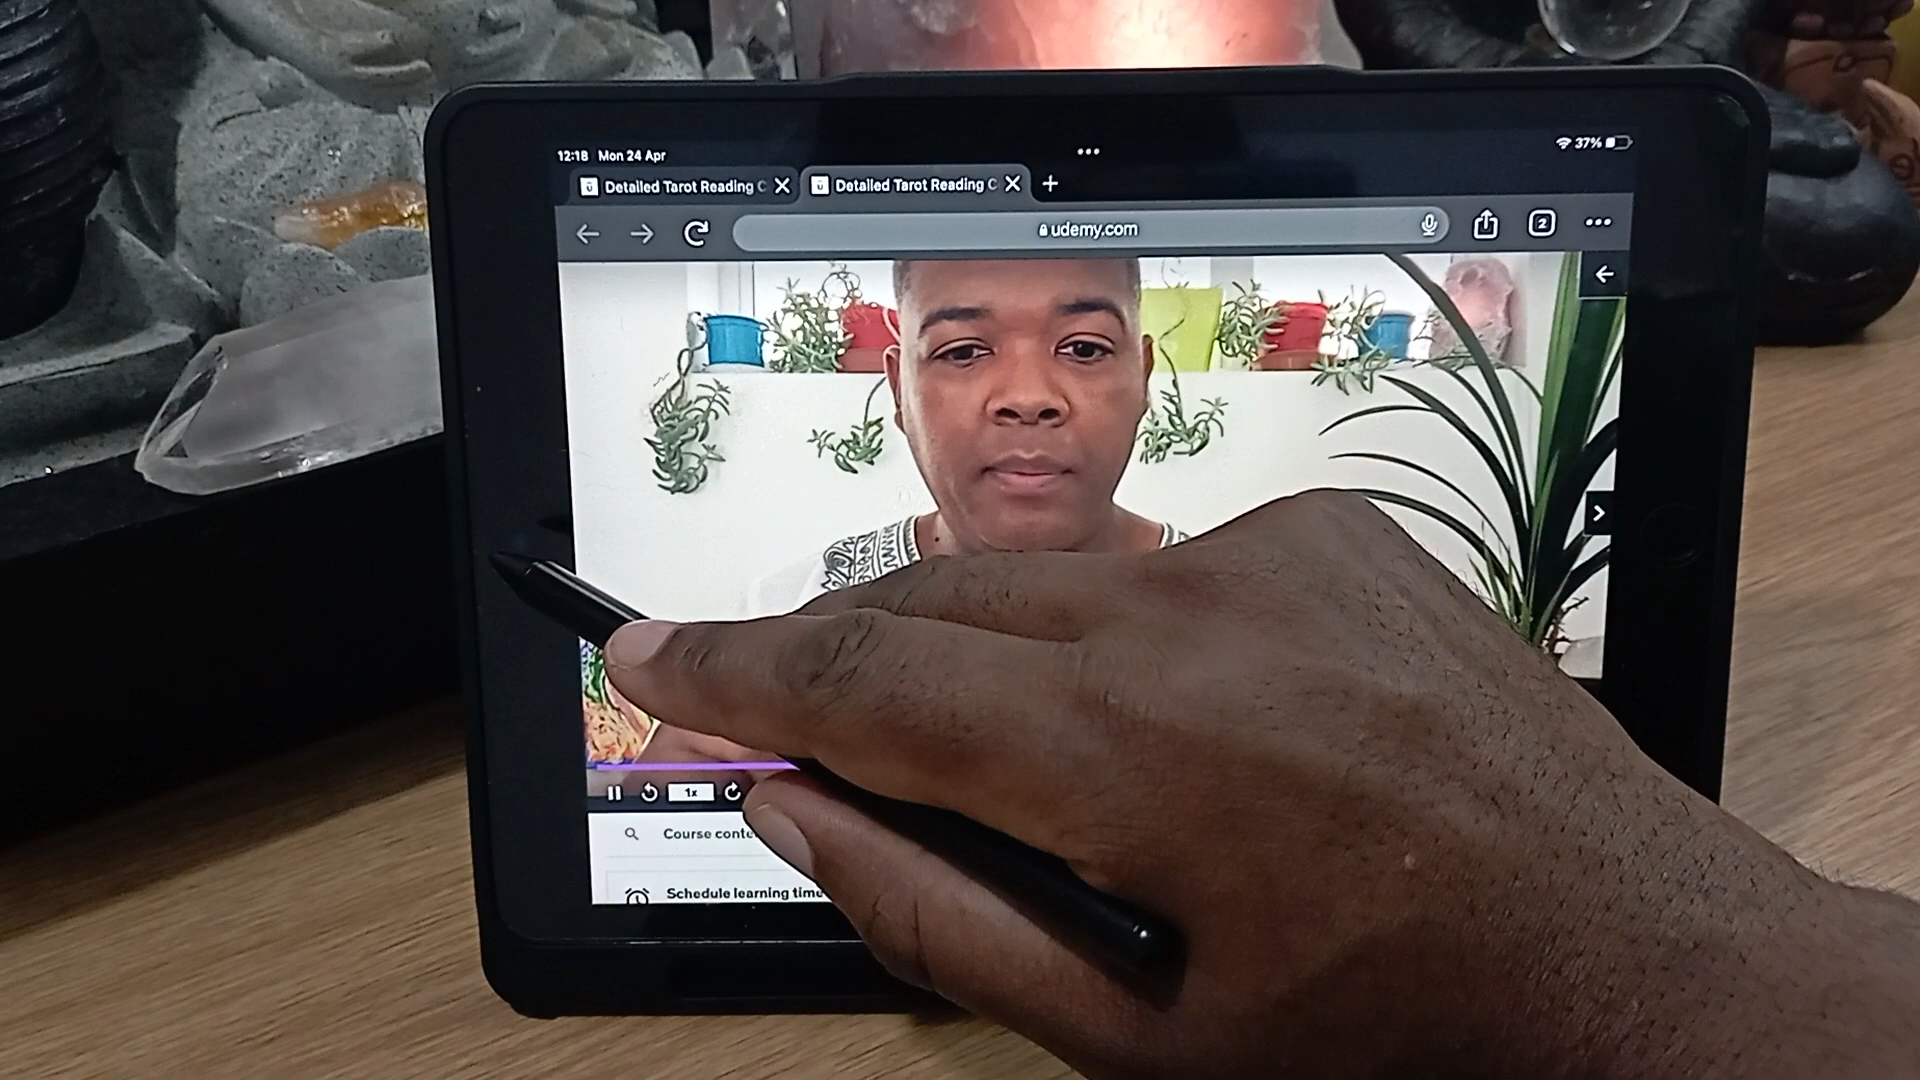 12:18 Mon 24 Apr
37%
Detailed Tarot Reading C
Detailed Tarot Reading C
udemy.com
2
1x
Course conte
Schedule learning time